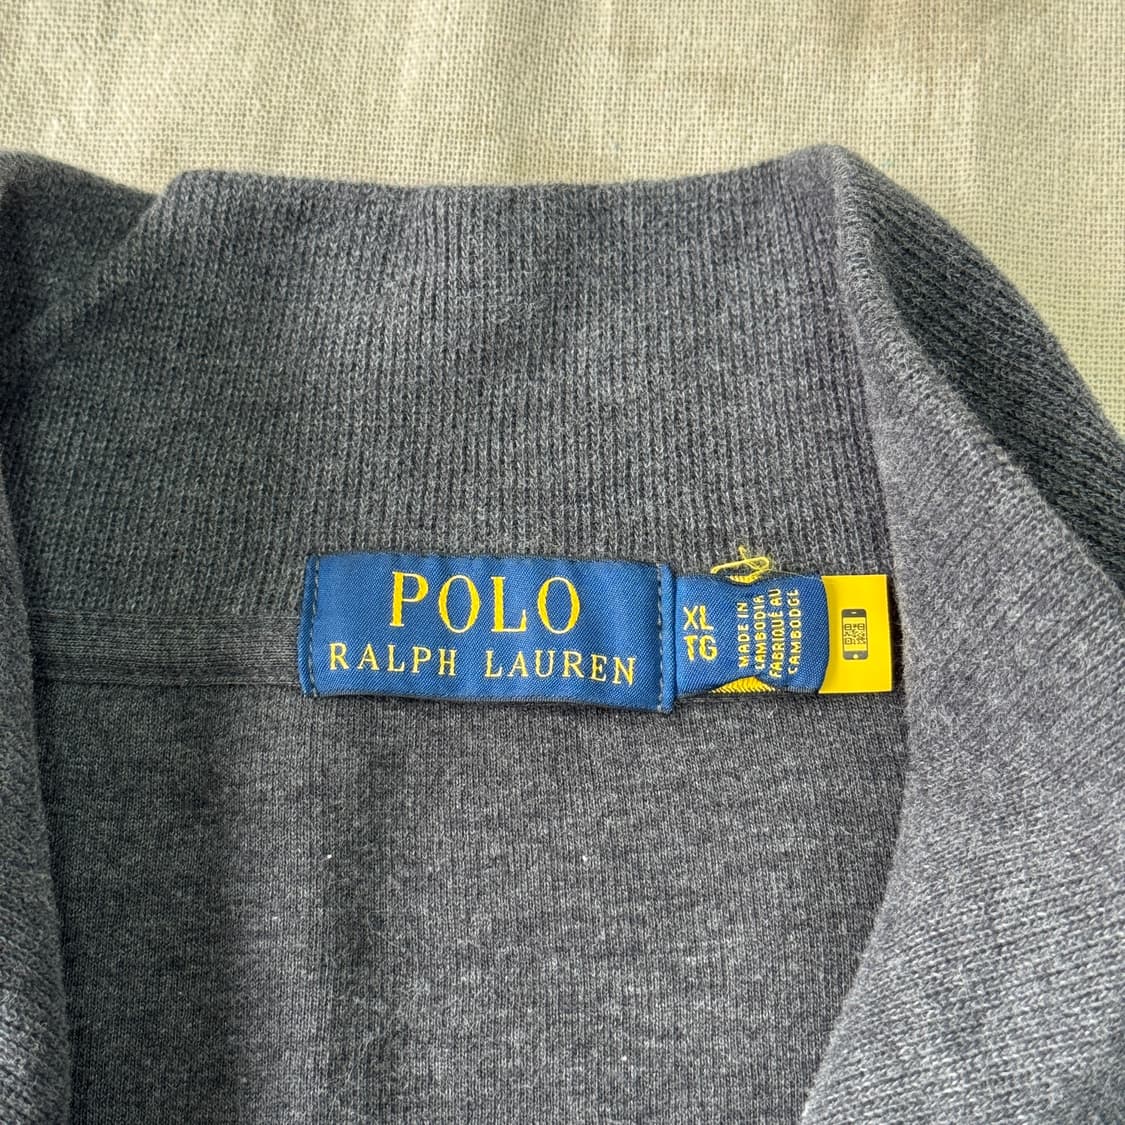 POLO
RALPH LAUREN
XL
TG
MADE IN
CAMBODIA
FABRIQUÉ AU
CAMBODGE